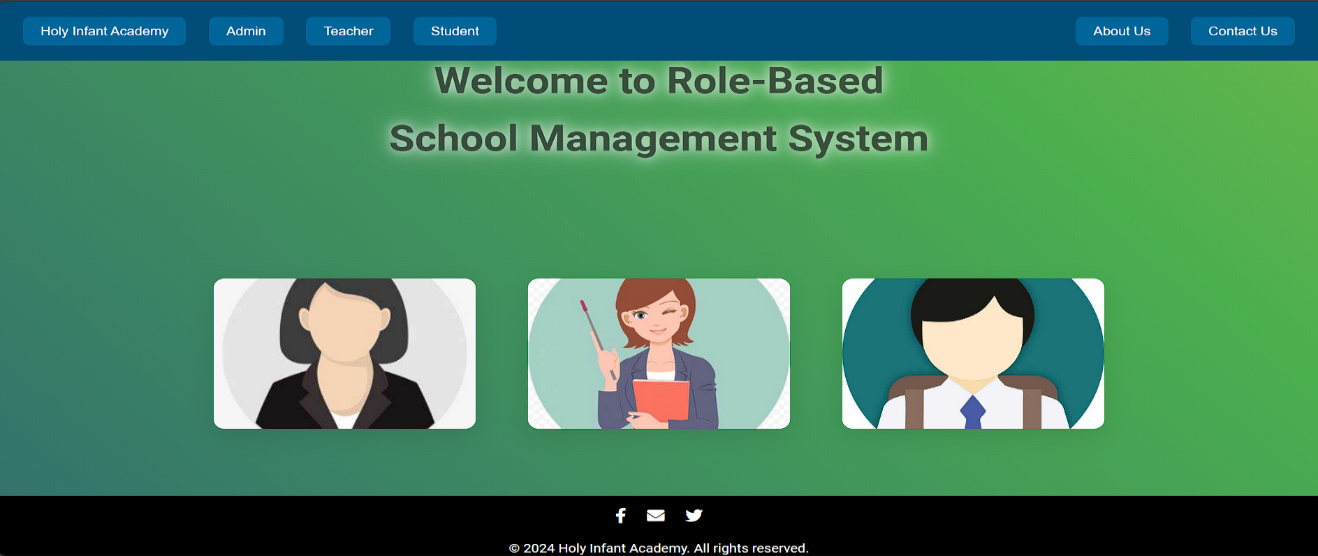 Holy Infant Academy Admin Teacher Student About Us Contact Us
Welcome to Role-Based
School Management System
© 2024 Holy Infant Academy. All rights reserved.